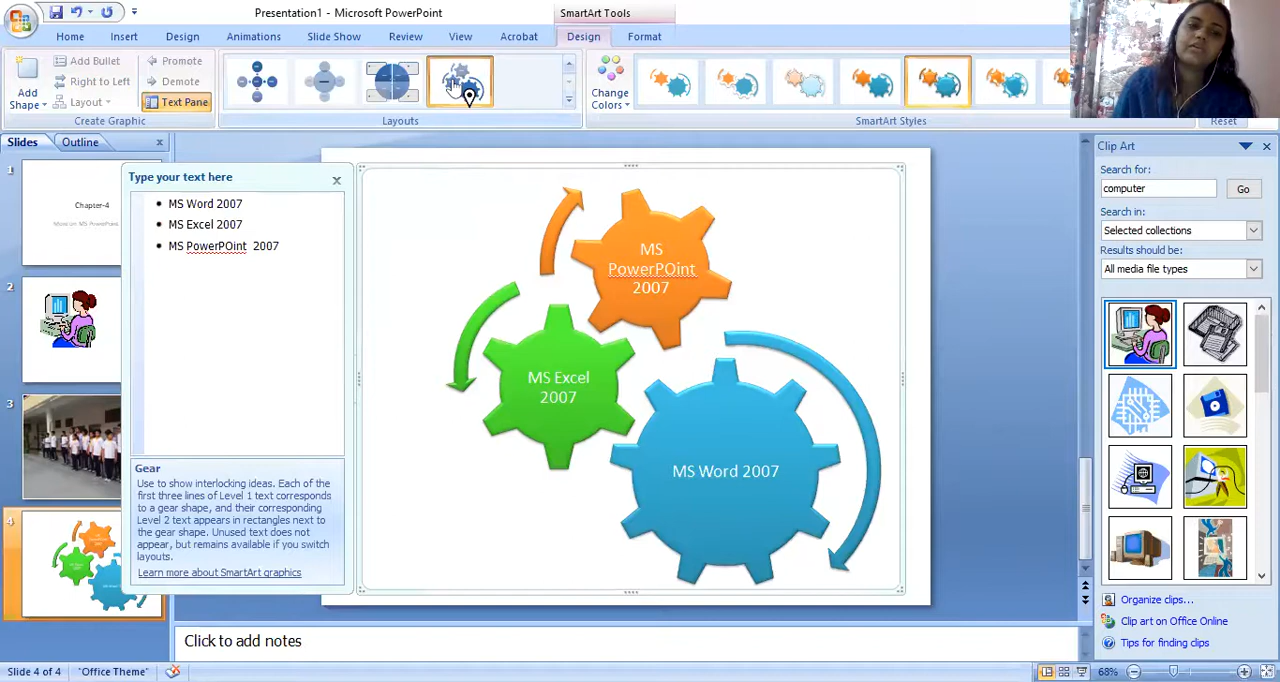 Presentation1 - Microsoft PowerPoint
SmartArt Tools
Home
Insert
Design
Animations
Slide Show
Review
View
Acrobat
Design
Format
Add Shape
Add Bullet
Right to Left
Layout
Promote
Demote
Text Pane
Create Graphic
Layouts
Change Colors
SmartArt Styles
Reset
Slides
Outline
1
Chapter-4
2
3
4
Type your text here
MS Word 2007
MS Excel 2007
MS PowerPOint 2007
Gear
Use to show interlocking ideas. Each of the
first three lines of Level 1 text corresponds
to a gear shape, and their corresponding
Level 2 text appears in rectangles next to
the gear shape. Unused text does not
appear, but remains available if you switch
layouts.
Learn more about SmartArt graphics
MS
PowerPOint
2007
MS Excel
2007
MS Word 2007
Clip Art
Search for:
computer
Go
Search in:
Selected collections
Results should be:
All media file types
Organize clips...
Clip art on Office Online
Tips for finding clips
Click to add notes
Slide 4 of 4
"Office Theme"
68%